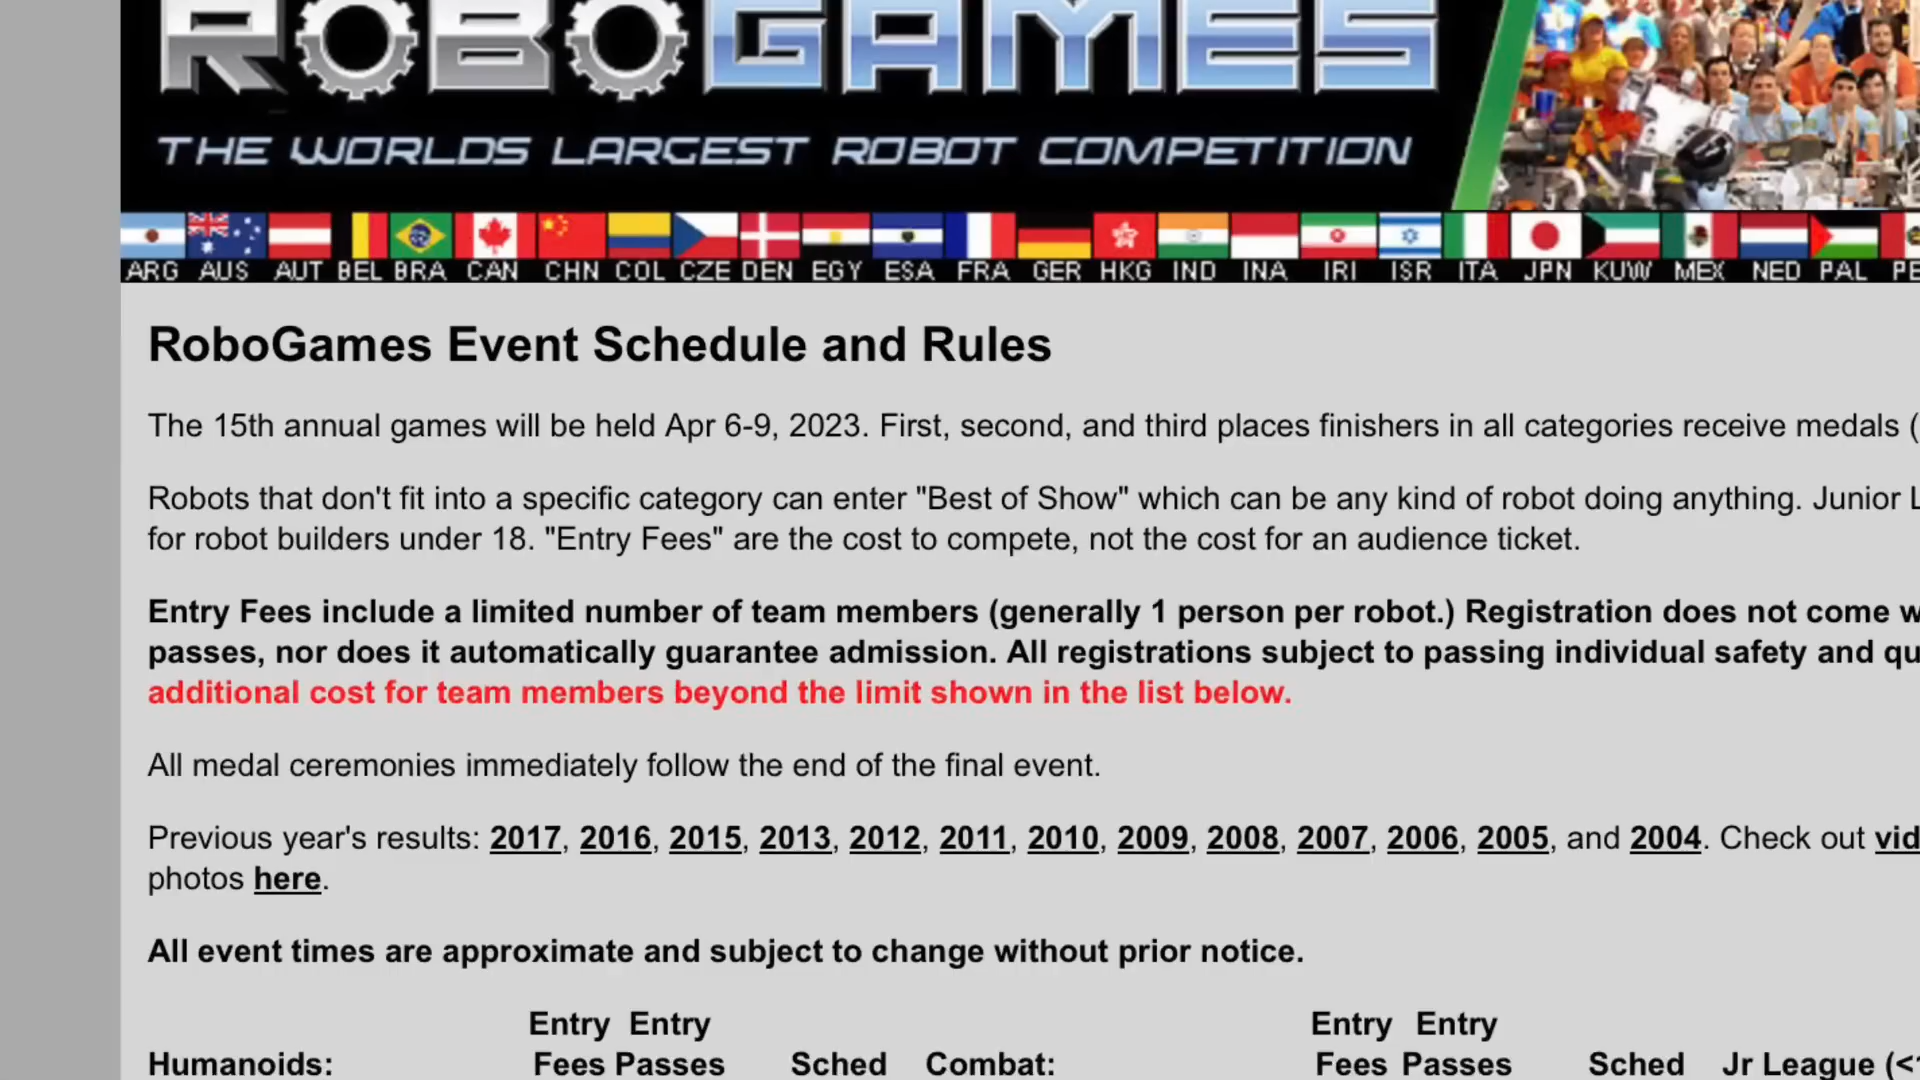 ROBOGAMES
THE WORLDS LARGEST ROBOT COMPETITION
ARG AUS AUT BEL BRA CAN CHN COL CZE DEN EGY ESA FRA GER HKG IND INA IRI ISR ITA JPN KUW MEX NED PAL PE
RoboGames Event Schedule and Rules
The 15th annual games will be held Apr 6-9, 2023. First, second, and third places finishers in all categories receive medals (
Robots that don't fit into a specific category can enter "Best of Show" which can be any kind of robot doing anything. Junior L
for robot builders under 18. "Entry Fees" are the cost to compete, not the cost for an audience ticket.
Entry Fees include a limited number of team members (generally 1 person per robot.) Registration does not come w
passes, nor does it automatically guarantee admission. All registrations subject to passing individual safety and qu
additional cost for team members beyond the limit shown in the list below.
All medal ceremonies immediately follow the end of the final event.
Previous year's results: 2017, 2016, 2015, 2013, 2012, 2011, 2010, 2009, 2008, 2007, 2006, 2005, and 2004. Check out vid
photos here.
All event times are approximate and subject to change without prior notice.
Entry Entry Entry Entry
Humanoids: Fees Passes Sched Combat: Fees Passes Sched Jr League (<